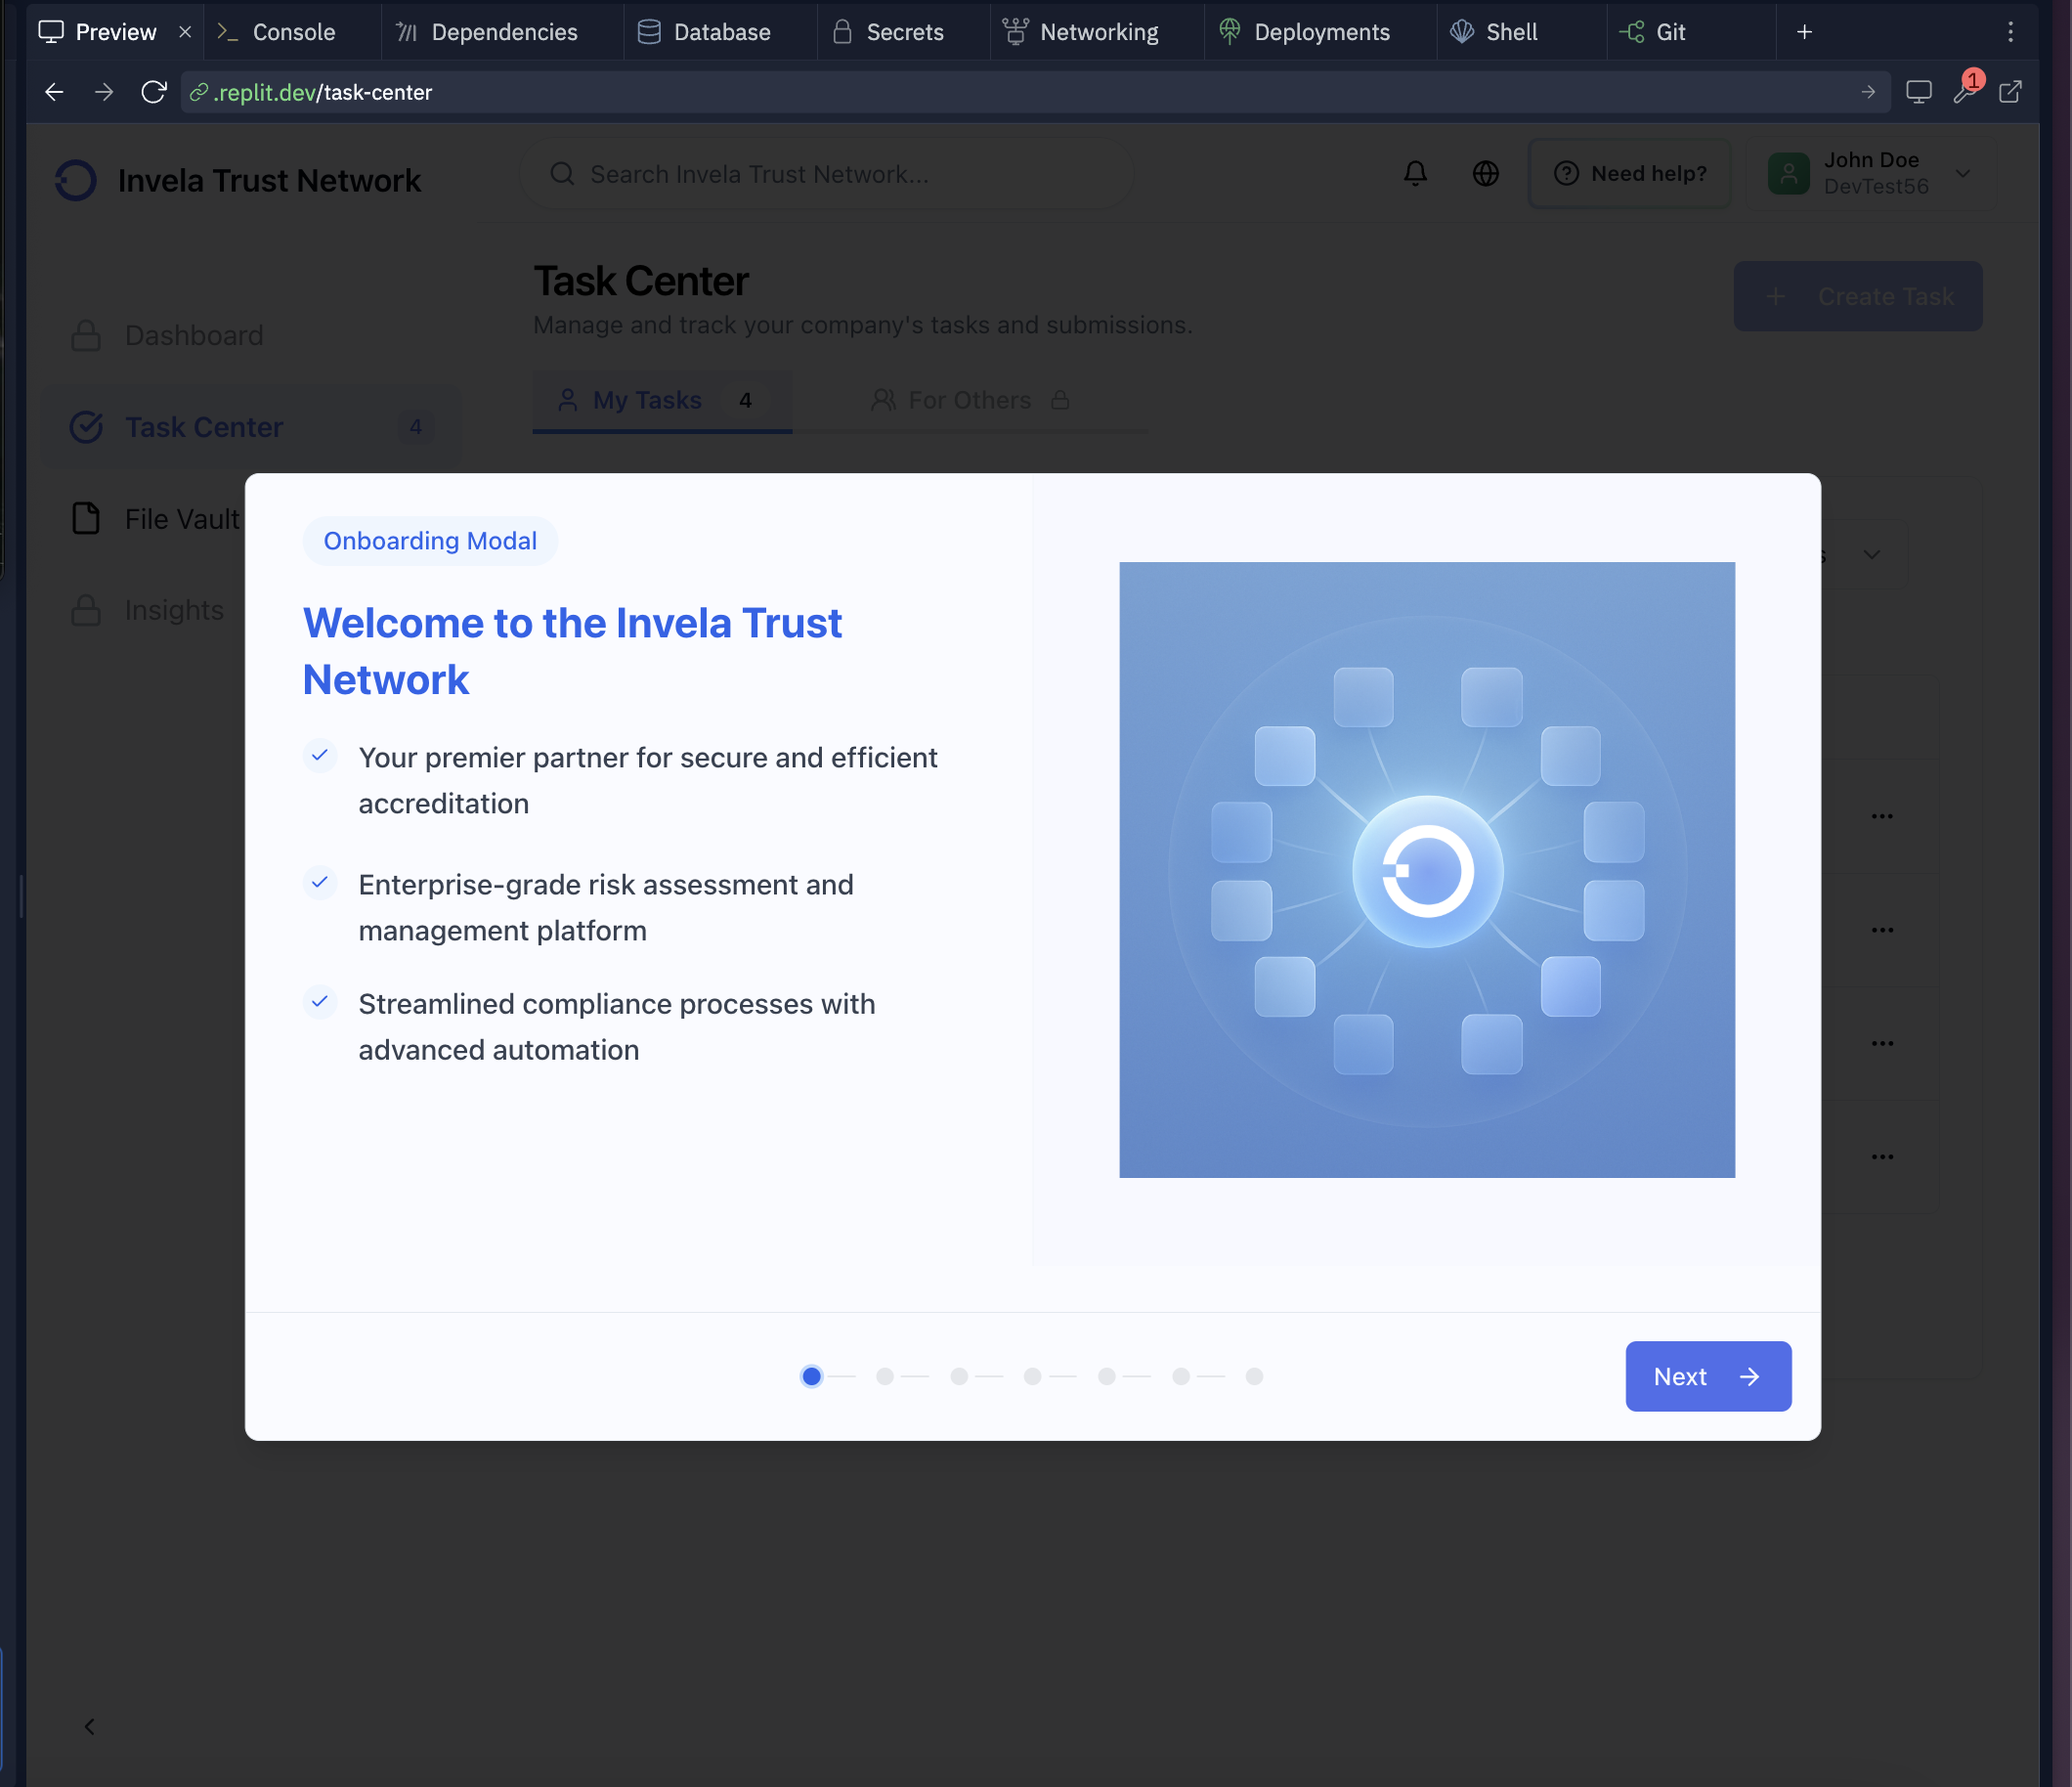 Preview
Console
Dependencies
Database
Secrets
Networking
Deployments
Shell
Git
.replit.dev/task-center
1
Invela Trust Network
Search Invela Trust Network...
Need help?
John Doe
DevTest56
Task Center
Manage and track your company's tasks and submissions.
Create Task
Dashboard
Task Center 4
File Vault
Insights
My Tasks 4
For Others
Onboarding Modal
Welcome to the Invela Trust
Network
Your premier partner for secure and efficient
accreditation
Enterprise-grade risk assessment and
management platform
Streamlined compliance processes with
advanced automation
Next